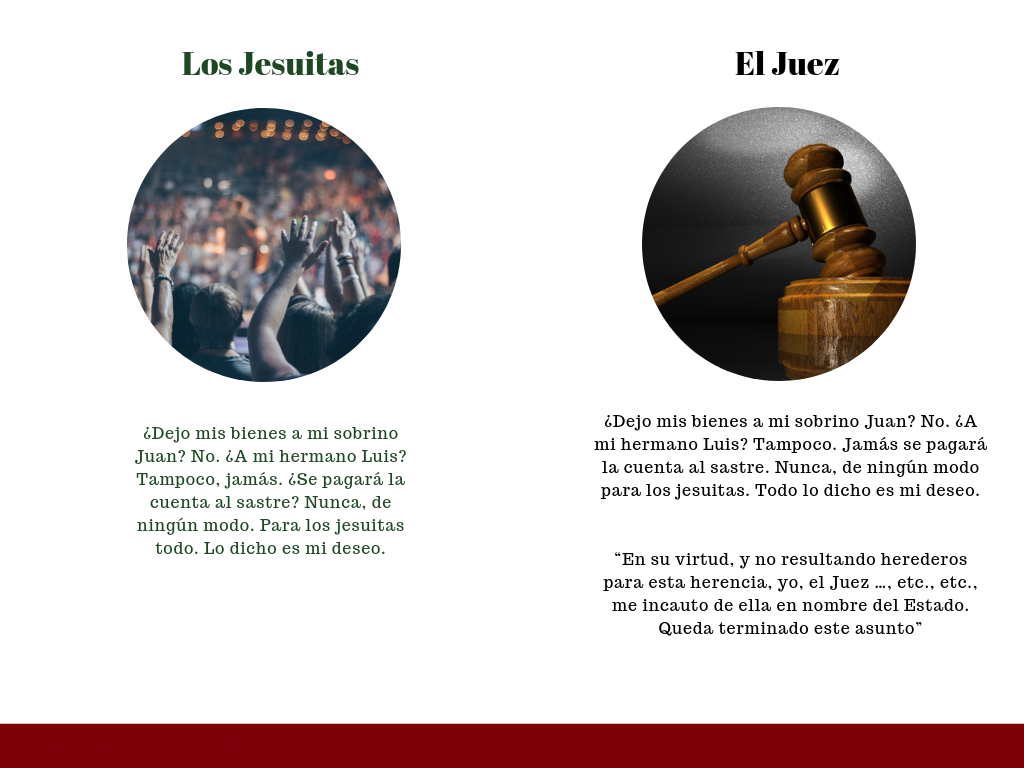 Los Jesuitas
¿Dejo mis bienes a mi sobrino
Juan? No. ¿A mi hermano Luis?
Tampoco, jamás. ¿Se pagará la
cuenta al sastre? Nunca, de
ningún modo. Para los jesuitas
todo. Lo dicho es mi deseo.
El Juez
¿Dejo mis bienes a mi sobrino Juan? No. ¿A
mi hermano Luis? Tampoco. Jamás se pagará
la cuenta al sastre. Nunca, de ningún modo
para los jesuitas. Todo lo dicho es mi deseo.
“En su virtud, y no resultando herederos
para esta herencia, yo, el Juez …, etc., etc.,
me incauto de ella en nombre del Estado.
Queda terminado este asunto”